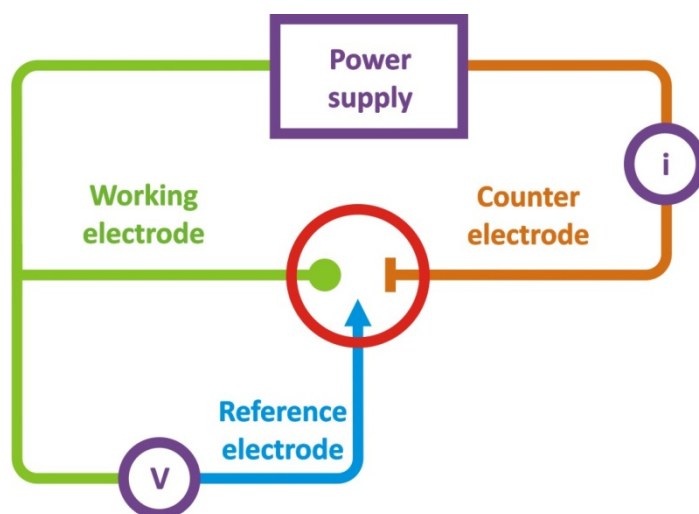 Power
supply
i
Working
electrode
Counter
electrode
Reference
electrode
V